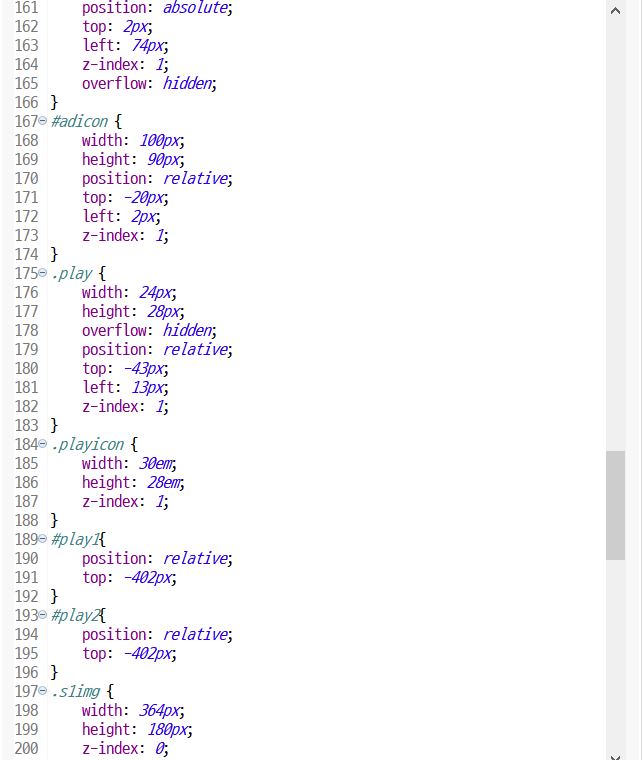 161     position: absolute;
162     top: 2px;
163     left: 74px;
164     z-index: 1;
165     overflow: hidden;
166 }
167 #adicon {
168     width: 100px;
169     height: 90px;
170     position: relative;
171     top: -20px;
172     left: 2px;
173     z-index: 1;
174 }
175 .play {
176     width: 24px;
177     height: 28px;
178     overflow: hidden;
179     position: relative;
180     top: -43px;
181     left: 13px;
182     z-index: 1;
183 }
184 .playicon {
185     width: 30em;
186     height: 28em;
187     z-index: 1;
188 }
189 #play1{
190     position: relative;
191     top: -402px;
192 }
193 #play2{
194     position: relative;
195     top: -402px;
196 }
197 .s1img {
198     width: 364px;
199     height: 180px;
200     z-index: 0;